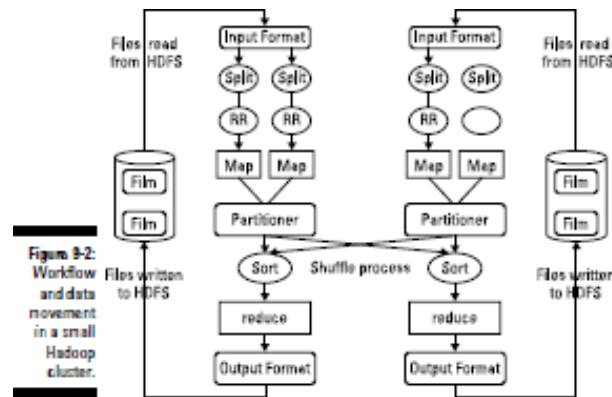 Files read
from HDFS
Input Format
Input Format
Files read
from HDFS
Split
Split
Split
Split
RR
RR
RR
Map
Map
Map
Map
Film
Film
Film
Film
Partitioner
Partitioner
Figure 9-2:
Workflow
and data
movement
in a small
Hadoop
cluster.
Files written
to HDFS
Sort
Shuffle process
Sort
Files written
to HDFS
reduce
reduce
Output Format
Output Format